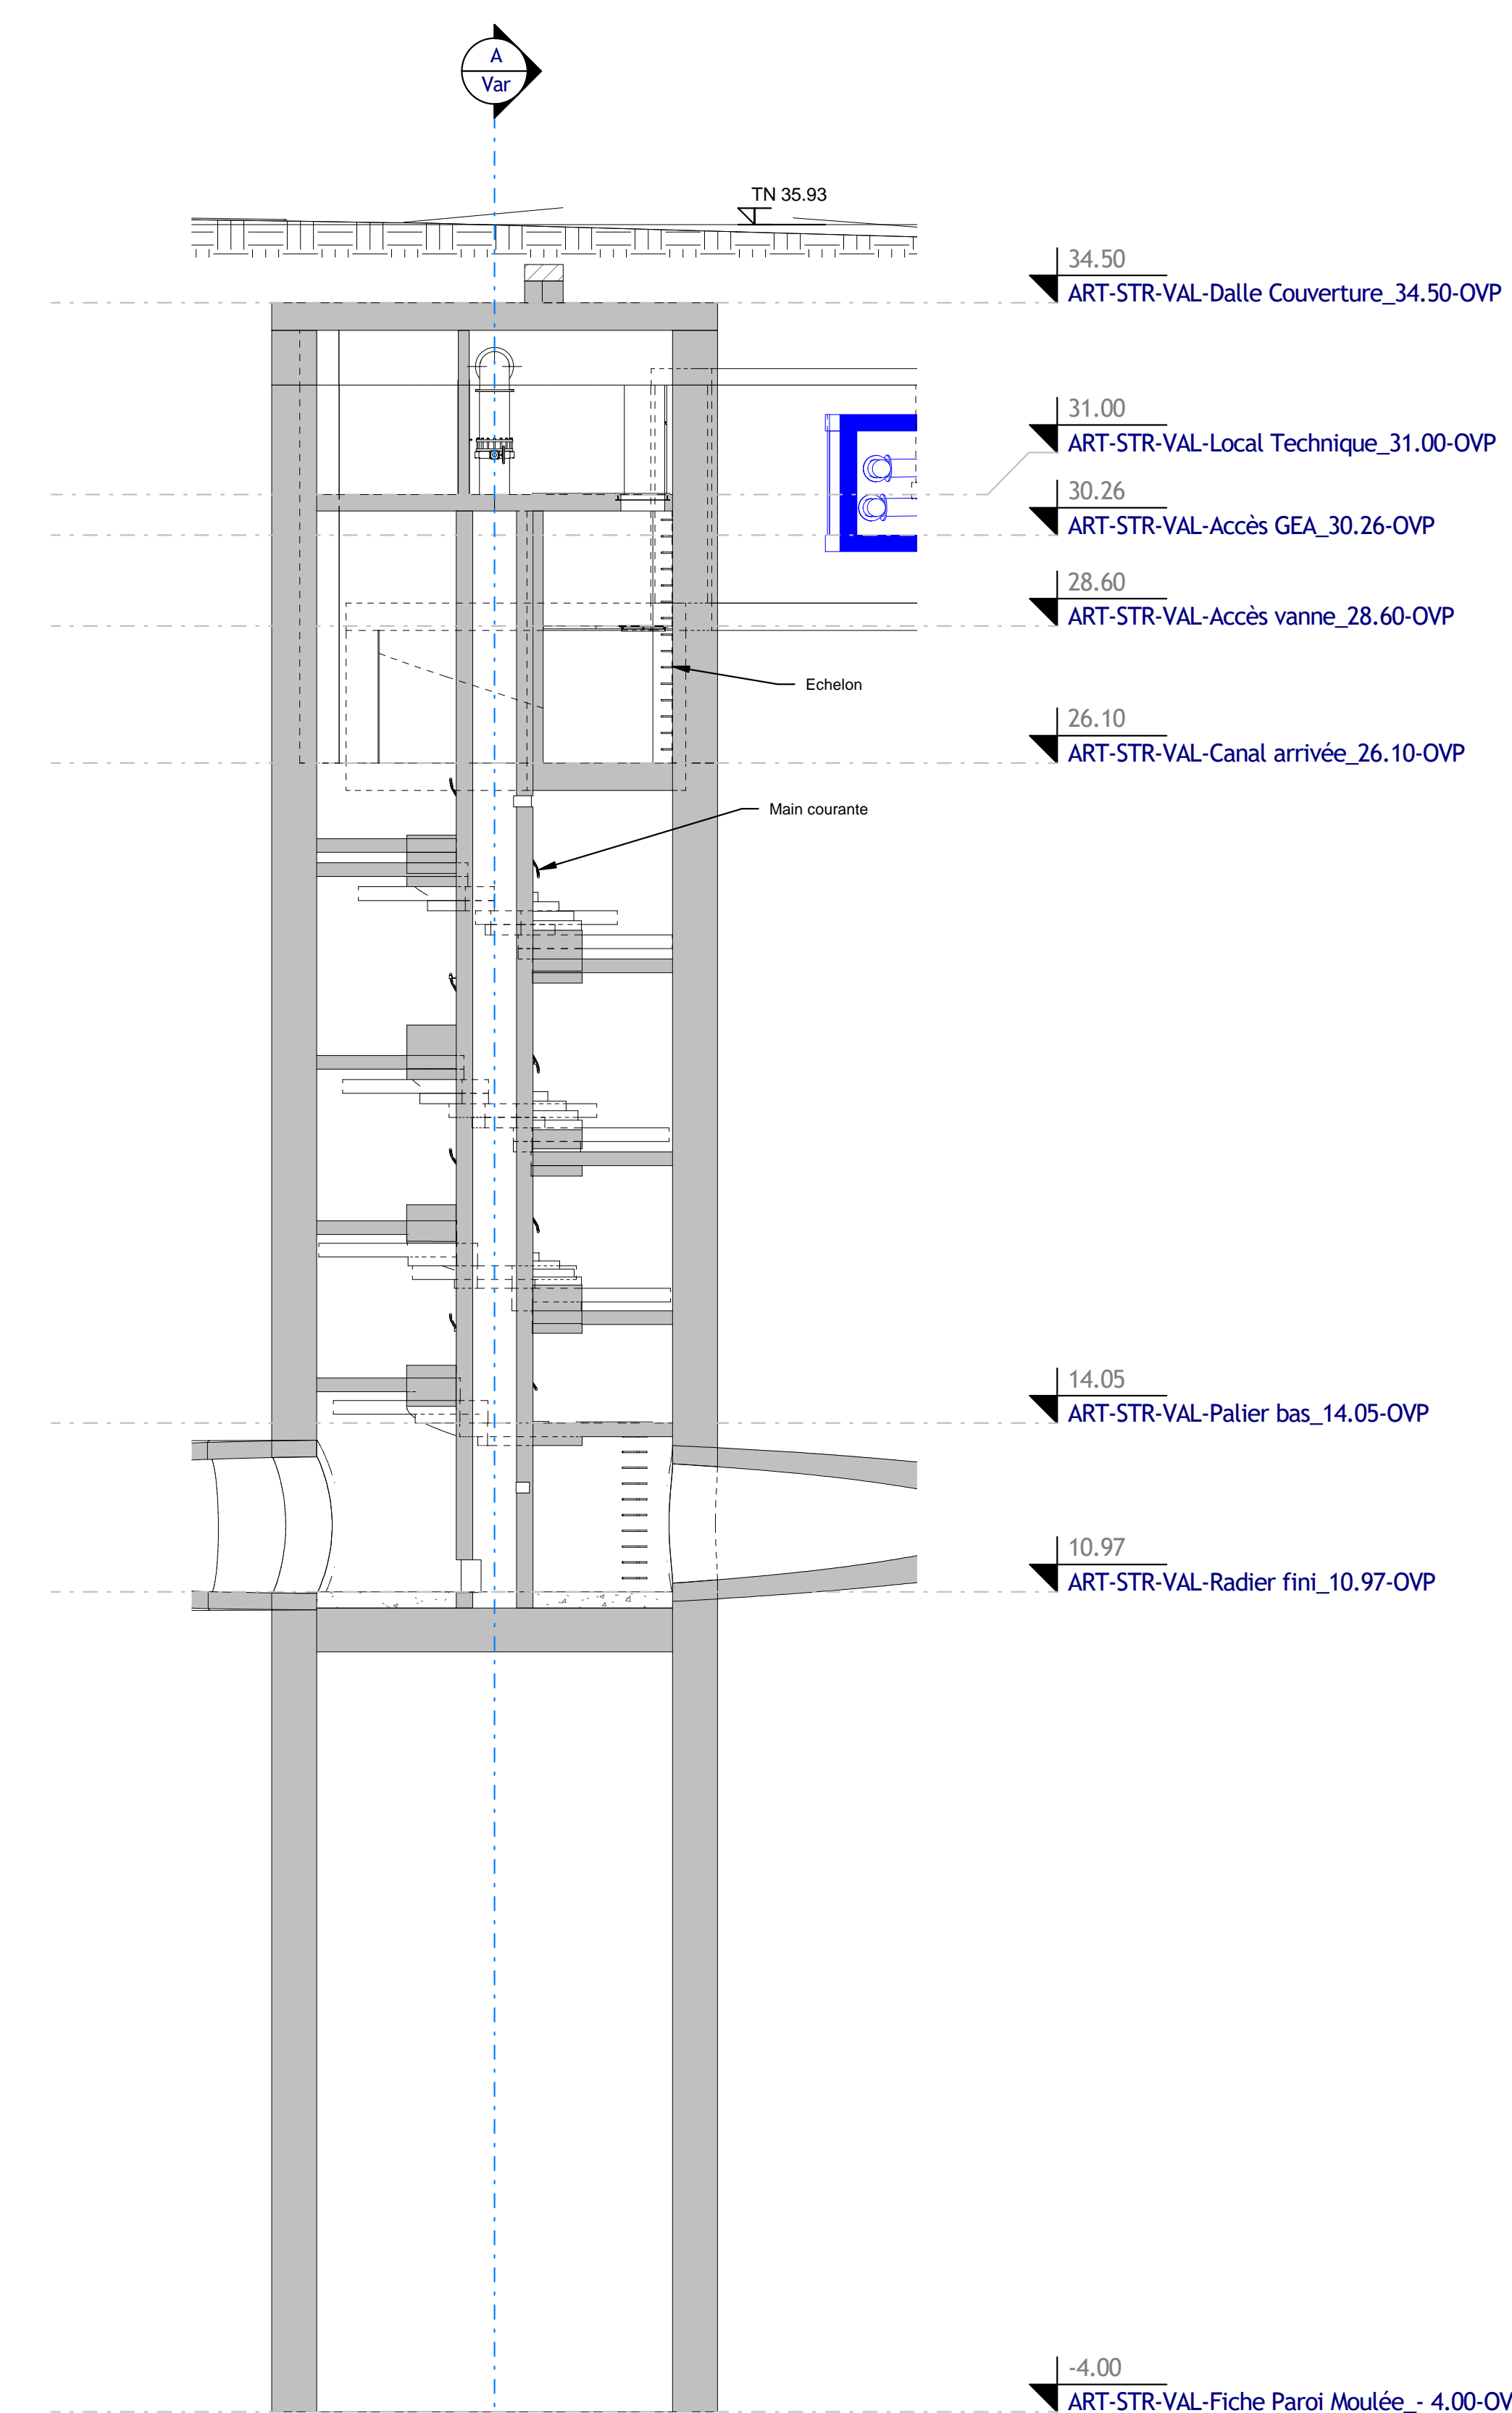 A
Var
TN 35.93
34.50
ART-STR-VAL-Dalle Couverture_34.50-OVP
31.00
ART-STR-VAL-Local Technique_31.00-OVP
30.26
ART-STR-VAL-Accès GEA_30.26-OVP
28.60
ART-STR-VAL-Accès vanne_28.60-OVP
Echelon
26.10
ART-STR-VAL-Canal arrivée_26.10-OVP
Main courante
14.05
ART-STR-VAL-Palier bas_14.05-OVP
10.97
ART-STR-VAL-Radier fini_10.97-OVP
-4.00
ART-STR-VAL-Fiche Paroi Moulée_- 4.00-OV